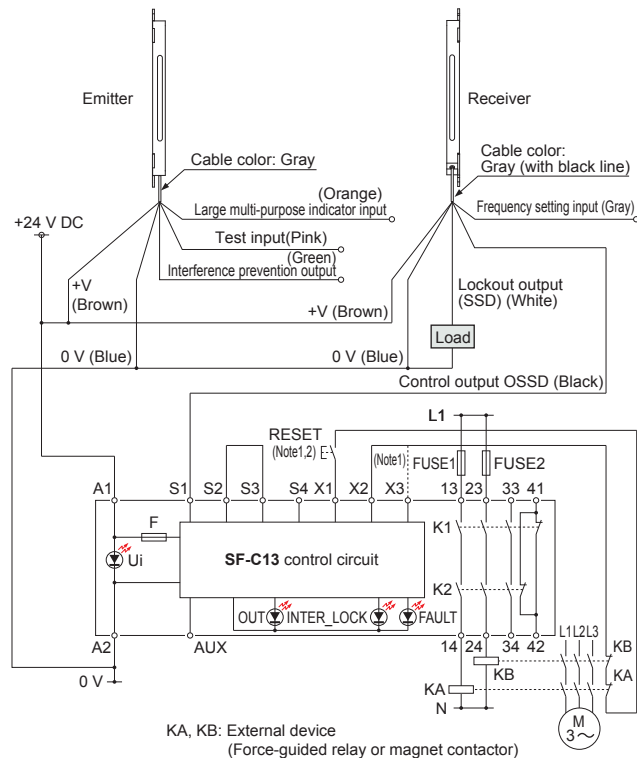 Emitter
Receiver
Cable color: Gray
Cable color:
Gray (with black line)
(Orange)
Large multi-purpose indicator input
Frequency setting input (Gray)
+24 V DC
Test input(Pink)
(Green)
Interference prevention output
+V
(Brown)
+V (Brown)
Lockout output
(SSD) (White)
Load
0 V (Blue)
0 V (Blue)
Control output OSSD (Black)
L1
RESET
(Note1,2)
(Note1)
FUSE1
FUSE2
A1
S1
S2
S3
S4
X1
X2
X3
13
23
33
41
F
K1
Ui
SF-C13 control circuit
K2
OUT
INTER_LOCK
FAULT
A2
AUX
14
24
34
42
L1
L2
L3
KB
KB
KA
KA
0 V
N
M
3～
KA, KB: External device
(Force-guided relay or magnet contactor)